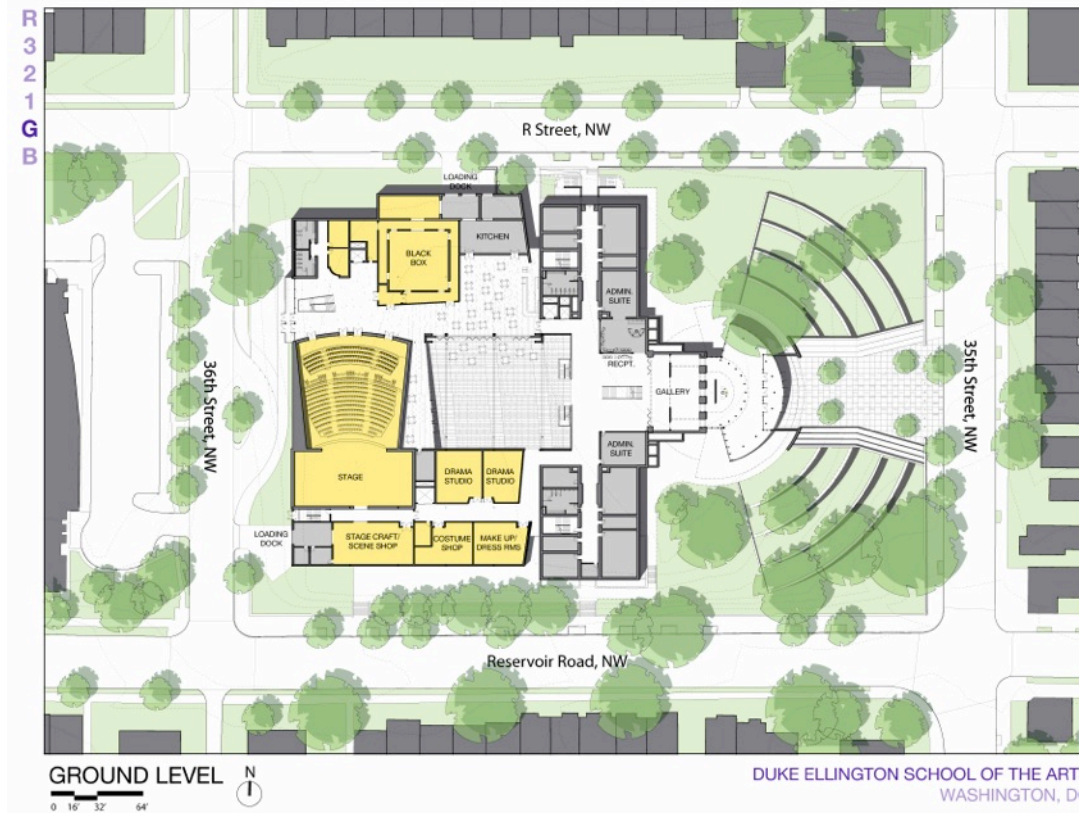 R
3
2
1
G
B
R Street, NW
LOADING
DOCK
KITCHEN
BLACK
BOX
ADMIN.
SUITE
RECPT.
GALLERY
36th Street, NW
35th Street, NW
ADMIN.
SUITE
STAGE
DRAMA
STUDIO
DRAMA
STUDIO
LOADING
DOCK
STAGE CRAFT/
SCENE SHOP
COSTUME
SHOP
MAKE UP/
DRESS RMS
Reservoir Road, NW
GROUND LEVEL
N
0 16' 32' 64'
DUKE ELLINGTON SCHOOL OF THE ART
WASHINGTON, D